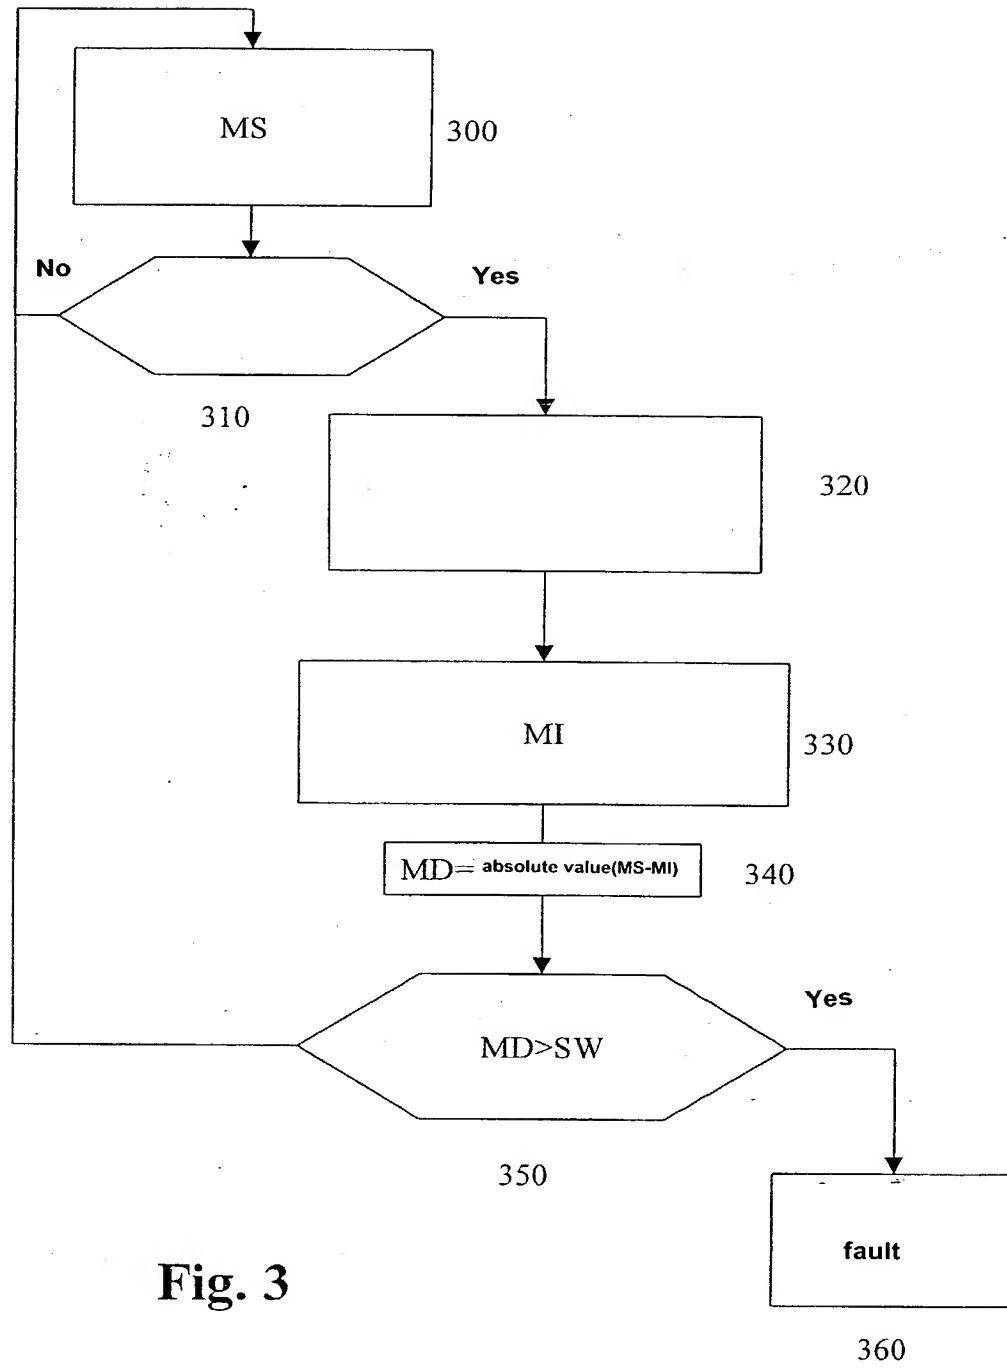 MS
300
No
Yes
310
320
MI
330
MD= absolute value(MS-MI)
340
Yes
MD>SW
350
fault
Fig. 3
360